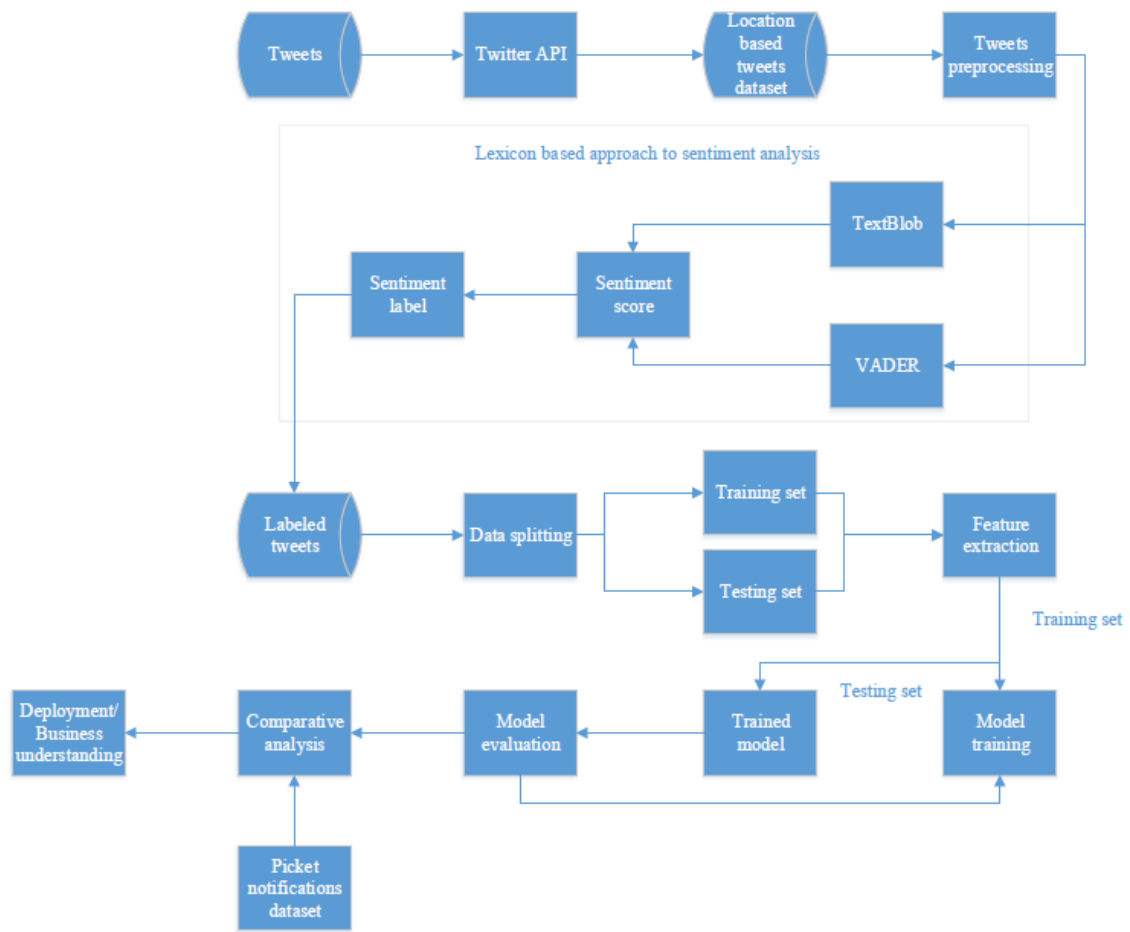 Tweets
Twitter API
Location
based
tweets
dataset
Tweets
preprocessing
Lexicon based approach to sentiment analysis
TextBlob
Sentiment
label
Sentiment
score
VADER
Labeled
tweets
Data splitting
Training set
Testing set
Feature
extraction
Training set
Testing set
Deployment/
Business
understanding
Comparative
analysis
Model
evaluation
Trained
model
Model
training
Picket
notifications
dataset